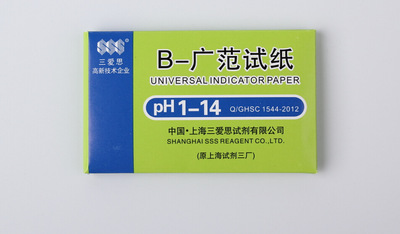 SSS
三爱思
高新技术企业
B-广范试纸
UNIVERSAL INDICATOR PAPER
pH 1-14 Q/GHSC 1544-2012
中国·上海三爱思试剂有限公司
SHANGHAI SSS REAGENT CO.,LTD.
(原上海试剂三厂)